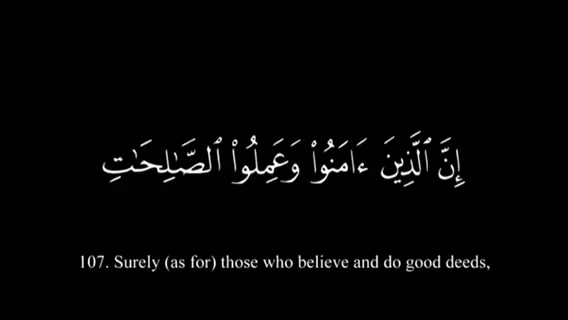 إِنَّ ٱلَّذِينَ ءَامَنُوا۟ وَعَمِلُوا۟ ٱلصَّـٰلِحَـٰتِ
107. Surely (as for) those who believe and do good deeds,